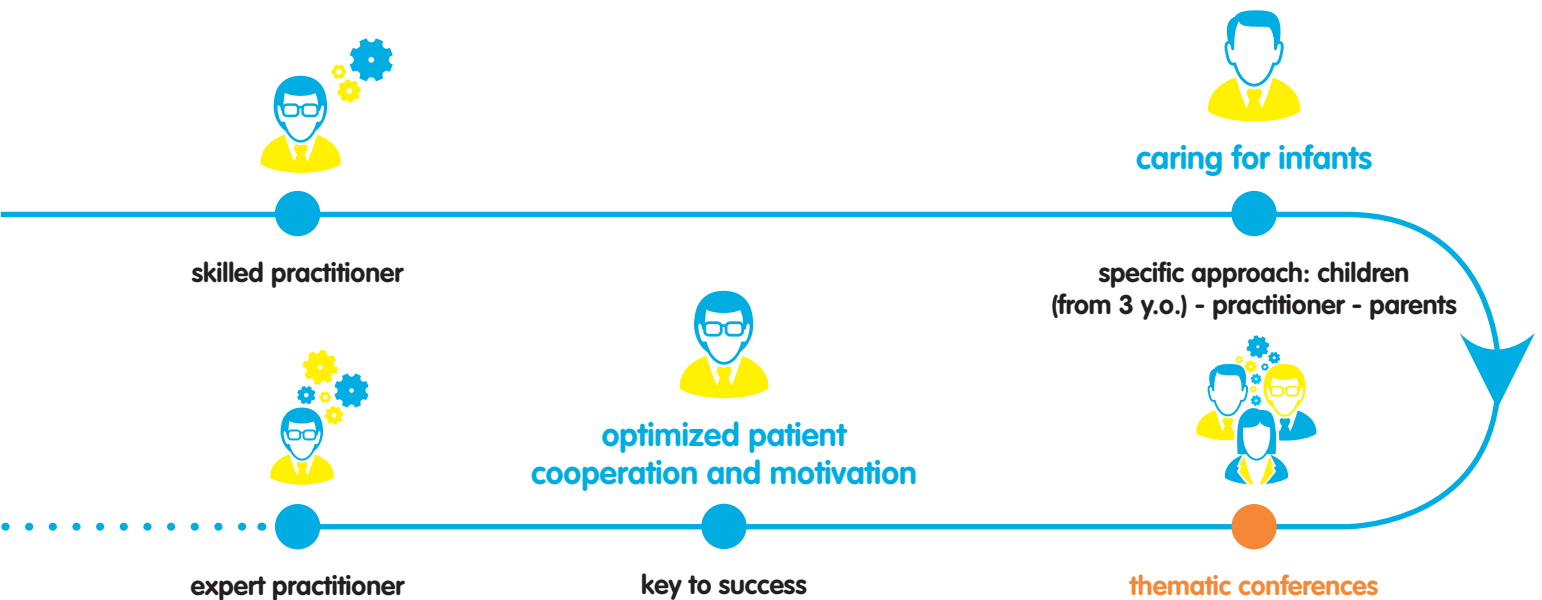 caring for infants
skilled practitioner
specific approach: children
(from 3 y.o.) - practitioner - parents
optimized patient
cooperation and motivation
expert practitioner
key to success
thematic conferences